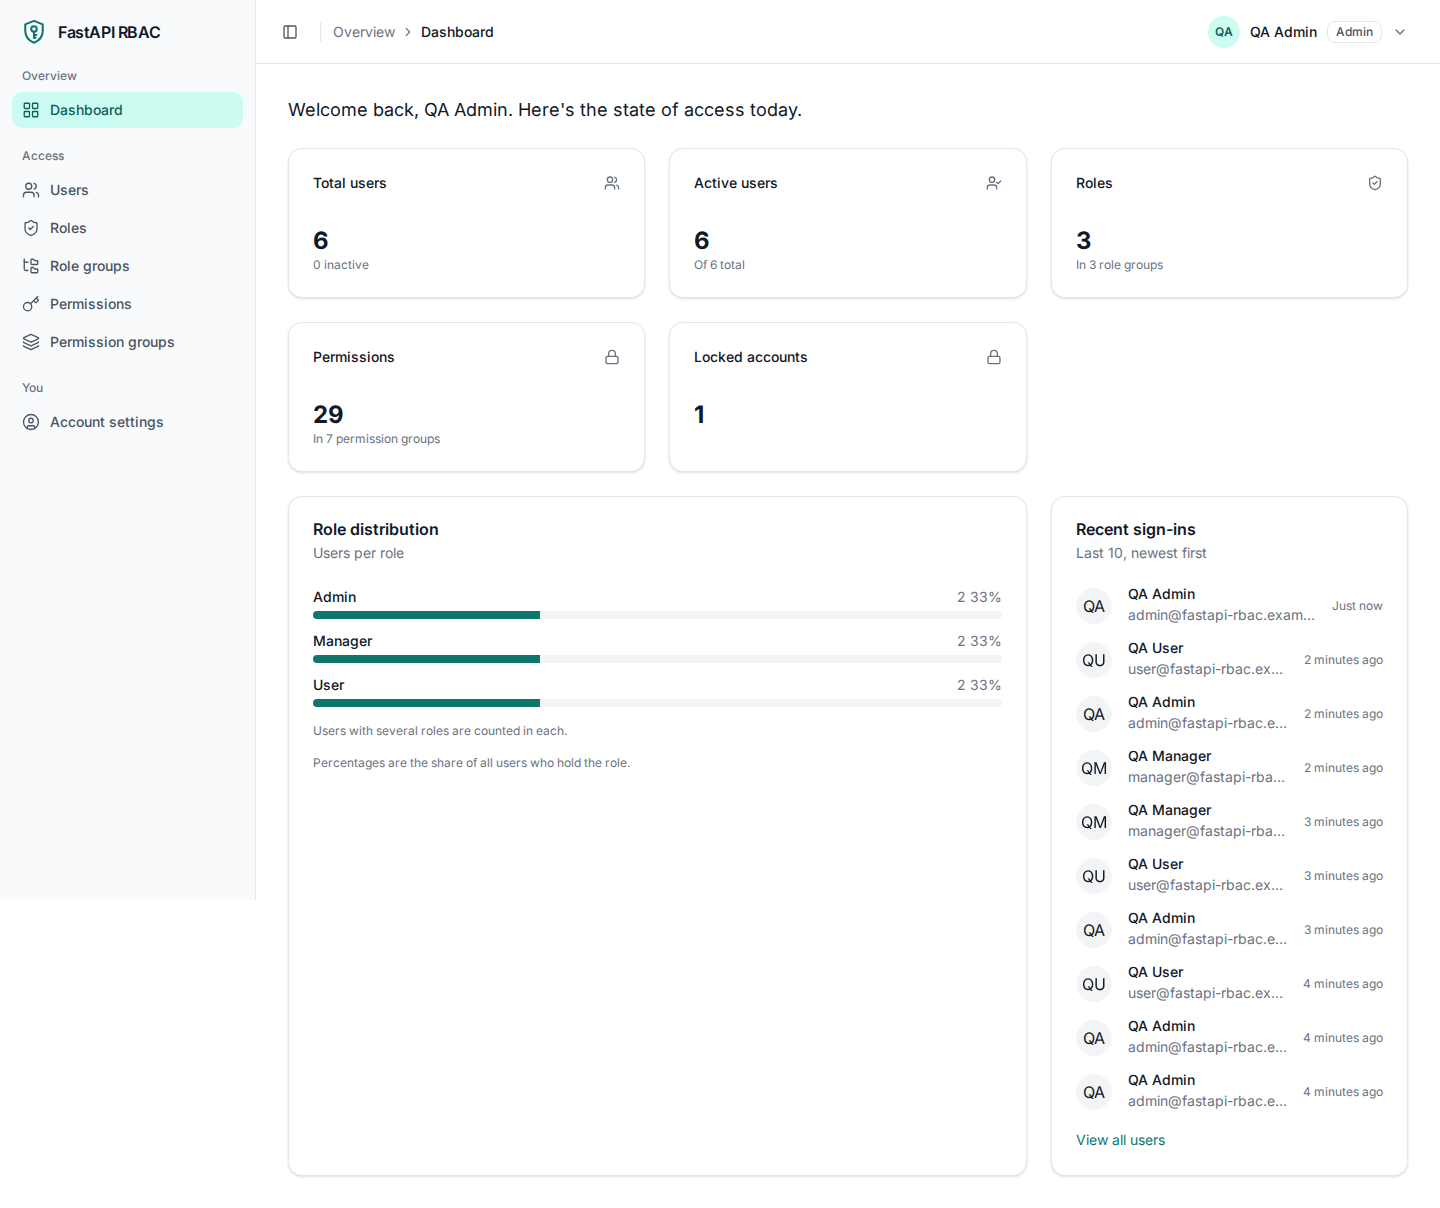 FastAPI RBAC
Overview
Dashboard
Access
Users
Roles
Role groups
Permissions
Permission groups
You
Account settings
Overview > Dashboard
QA QA Admin Admin
Welcome back, QA Admin. Here's the state of access today.
Total users
6
0 inactive
Active users
6
Of 6 total
Roles
3
In 3 role groups
Permissions
29
In 7 permission groups
Locked accounts
1
Role distribution
Users per role
Admin 2 33%
Manager 2 33%
User 2 33%
Users with several roles are counted in each.
Percentages are the share of all users who hold the role.
Recent sign-ins
Last 10, newest first
QA QA Admin
admin@fastapi-rbac.exam... Just now
QU QA User
user@fastapi-rbac.ex... 2 minutes ago
QA QA Admin
admin@fastapi-rbac.e... 2 minutes ago
QM QA Manager
manager@fastapi-rba... 2 minutes ago
QM QA Manager
manager@fastapi-rba... 3 minutes ago
QU QA User
user@fastapi-rbac.ex... 3 minutes ago
QA QA Admin
admin@fastapi-rbac.e... 3 minutes ago
QU QA User
user@fastapi-rbac.ex... 4 minutes ago
QA QA Admin
admin@fastapi-rbac.e... 4 minutes ago
QA QA Admin
admin@fastapi-rbac.e... 4 minutes ago
View all users